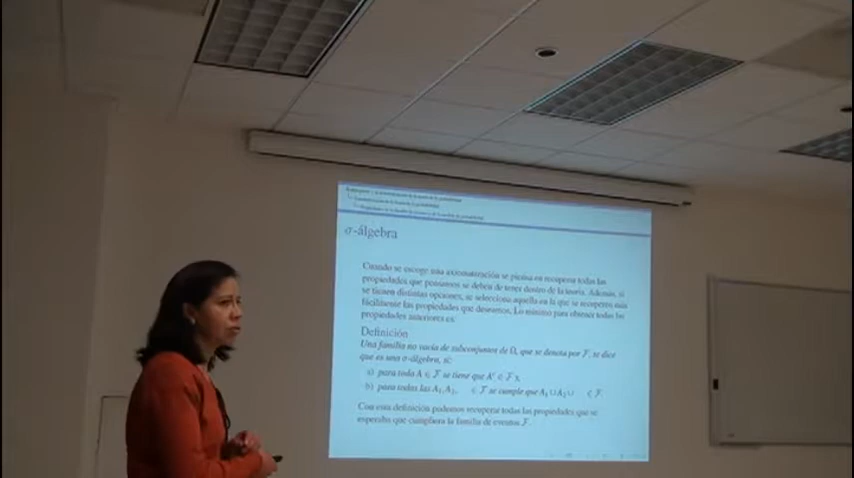 σ-álgebra
Cuando se escoge una axiomatización se piensa en recuperar todas las
propiedades que pensamos se deben de tener dentro de la teoría. Además, si
se tienen distintas opciones, se selecciona aquella en la que se recuperen más
fácilmente las propiedades que deseamos. Lo mínimo para obtener todas las
propiedades anteriores es:
Definición
Una familia no vacía de subconjuntos de Ω, que se denota por ℱ, se dice
que es una σ-álgebra, si:
a) para toda A ∈ ℱ se tiene que Aᶜ ∈ ℱ y,
b) para todas las A₁, A₂, ∈ ℱ se cumple que A₁ ∪ A₂ ∪ ∈ ℱ.
Con esta definición podemos recuperar todas las propiedades que se
esperaba que cumpliera la familia de eventos ℱ.